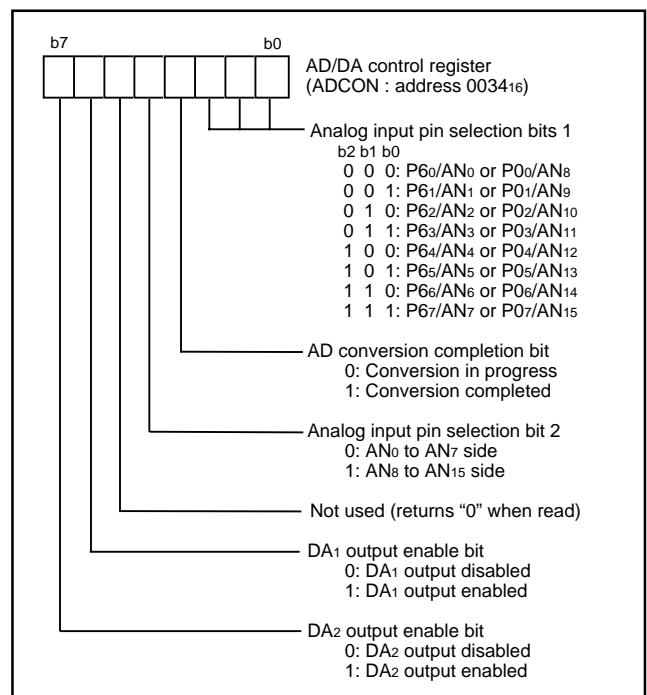 b7 b0
AD/DA control register
(ADCON : address 003416)
Analog input pin selection bits 1
b2 b1 b0
0 0 0: P60/AN0 or P00/AN8
0 0 1: P61/AN1 or P01/AN9
0 1 0: P62/AN2 or P02/AN10
0 1 1: P63/AN3 or P03/AN11
1 0 0: P64/AN4 or P04/AN12
1 0 1: P65/AN5 or P05/AN13
1 1 0: P66/AN6 or P06/AN14
1 1 1: P67/AN7 or P07/AN15
AD conversion completion bit
0: Conversion in progress
1: Conversion completed
Analog input pin selection bit 2
0: AN0 to AN7 side
1: AN8 to AN15 side
Not used (returns “0” when read)
DA1 output enable bit
0: DA1 output disabled
1: DA1 output enabled
DA2 output enable bit
0: DA2 output disabled
1: DA2 output enabled